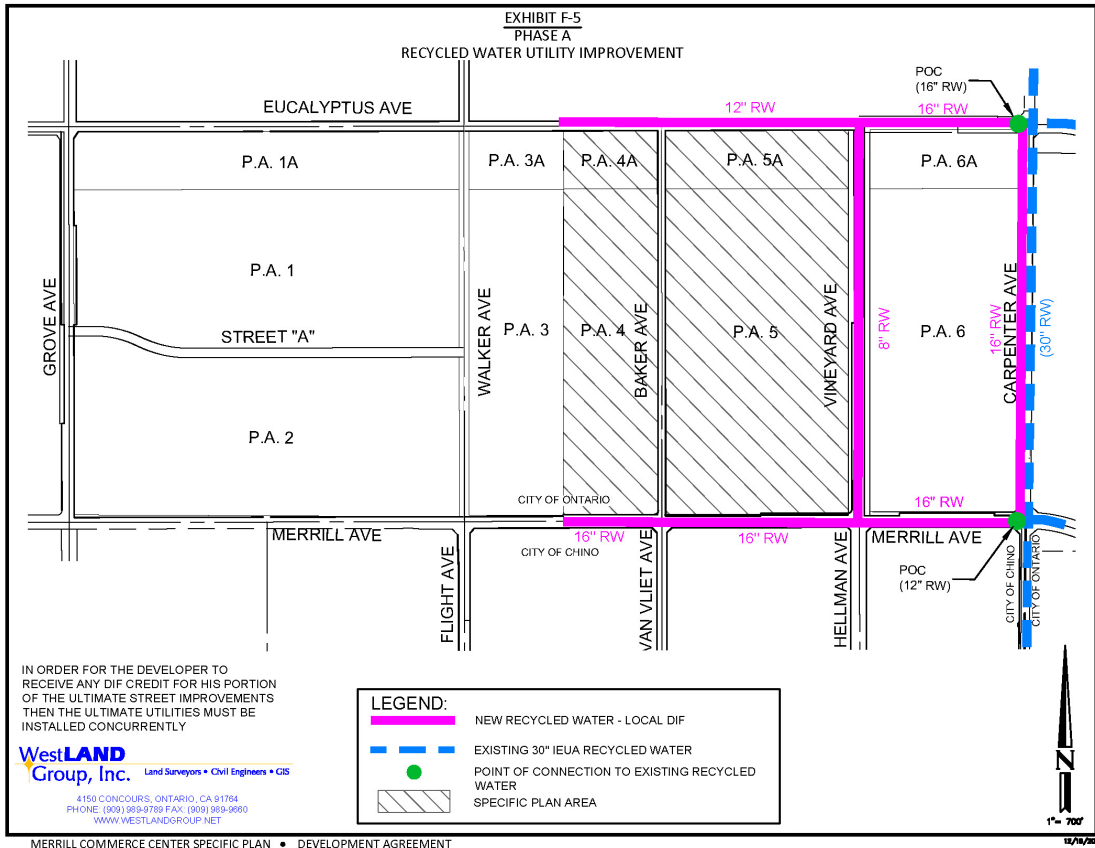 EXHIBIT F-5
PHASE A
RECYCLED WATER UTILITY IMPROVEMENT
POC
(16" RW)
EUCALYPTUS AVE
12" RW
16" RW
P.A. 1A
P.A. 3A
P.A. 4A
P.A. 5A
P.A. 6A
GROVE AVE
P.A. 1
STREET "A"
P.A. 2
WALKER AVE
P.A. 3
P.A. 4
BAKER AVE
P.A. 5
VINEYARD AVE
8" RW
P.A. 6
16" RW
CARPENTER AVE
(30" RW)
CITY OF ONTARIO
16" RW
MERRILL AVE
16" RW
16" RW
MERRILL AVE
CITY OF CHINO
FLIGHT AVE
VAN VLIET AVE
HELLMAN AVE
POC
(12" RW)
CITY OF CHINO
CITY OF ONTARIO
IN ORDER FOR THE DEVELOPER TO
RECEIVE ANY DIF CREDIT FOR HIS PORTION
OF THE ULTIMATE STREET IMPROVEMENTS
THEN THE ULTIMATE UTILITIES MUST BE
INSTALLED CONCURRENTLY
WestLAND
Group, Inc.
Land Surveyors • Civil Engineers • GIS
4150 CONCOURS, ONTARIO, CA 91764
PHONE: (909) 989-9789 FAX: (909) 989-9660
WWW.WESTLANDGROUP.NET
LEGEND:
NEW RECYCLED WATER - LOCAL DIF
EXISTING 30" IEUA RECYCLED WATER
POINT OF CONNECTION TO EXISTING RECYCLED
WATER
SPECIFIC PLAN AREA
N
1"= 700'
MERRILL COMMERCE CENTER SPECIFIC PLAN • DEVELOPMENT AGREEMENT